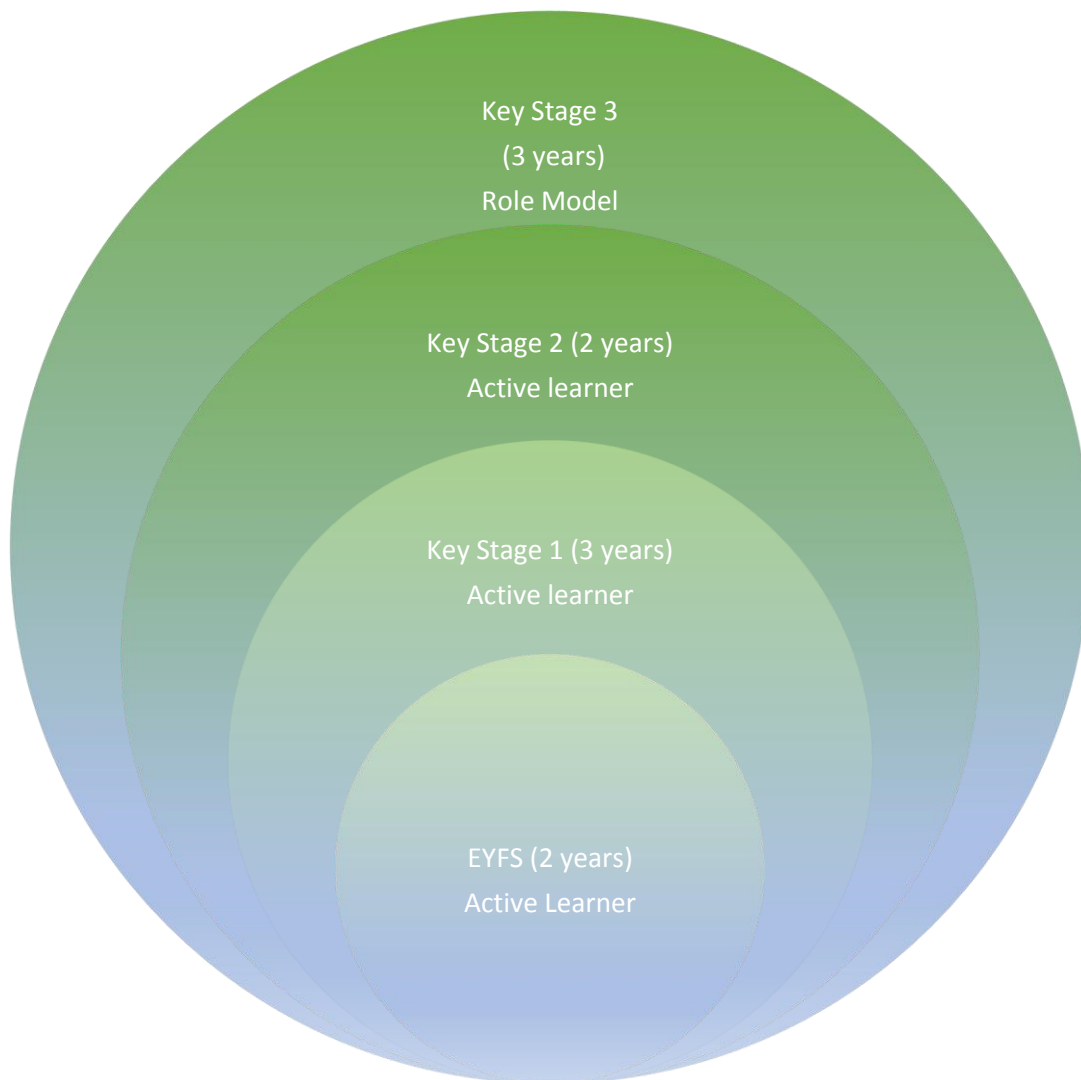 Key Stage 3
(3 years)
Role Model
Key Stage 2 (2 years)
Active learner
Key Stage 1 (3 years)
Active learner
EYFS (2 years)
Active Learner